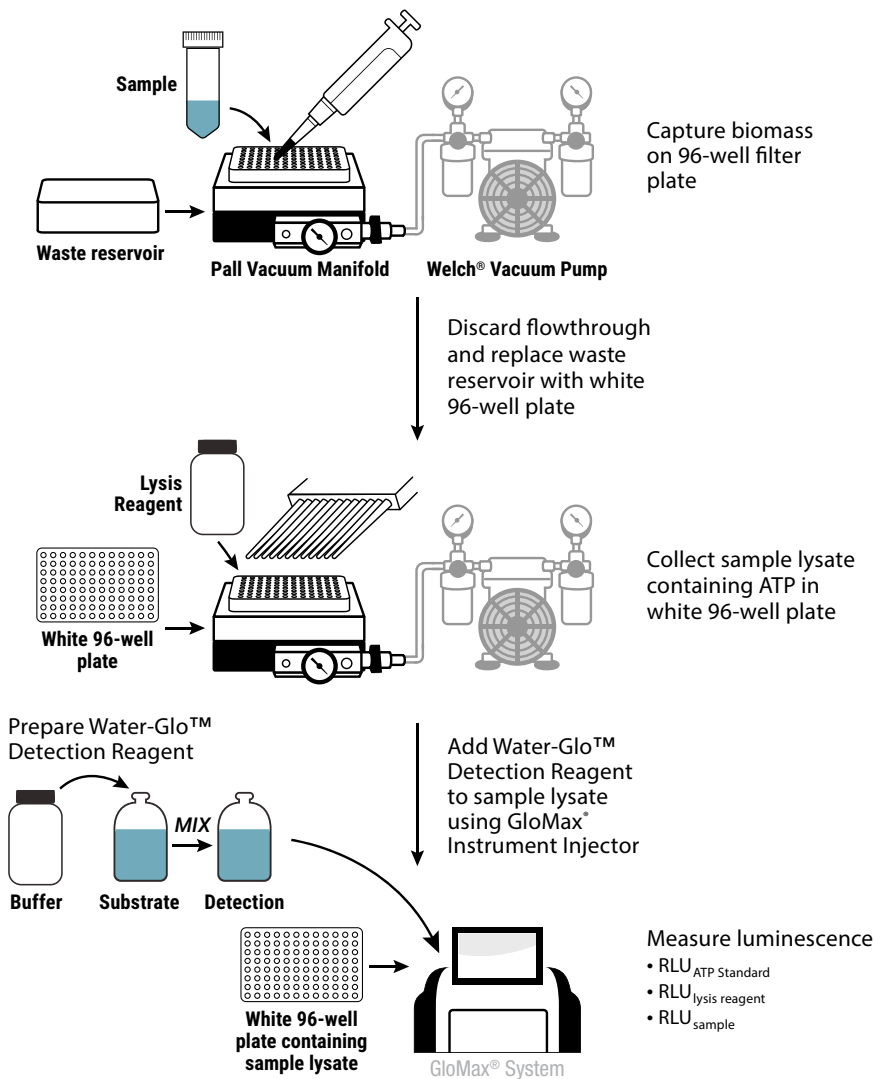 Sample
Capture biomass
on 96-well filter
plate
Waste reservoir
Pall Vacuum Manifold
Welch® Vacuum Pump
Discard flowthrough
and replace waste
reservoir with white
96-well plate
Lysis
Reagent
White 96-well
plate
Collect sample lysate
containing ATP in
white 96-well plate
Prepare Water-Glo™
Detection Reagent
Add Water-Glo™
Detection Reagent
to sample lysate
using GloMax®
Instrument Injector
MIX
Buffer
Substrate
Detection
White 96-well
plate containing
sample lysate
GloMax® System
Measure luminescence
• RLU ATP Standard
• RLU lysis reagent
• RLU sample